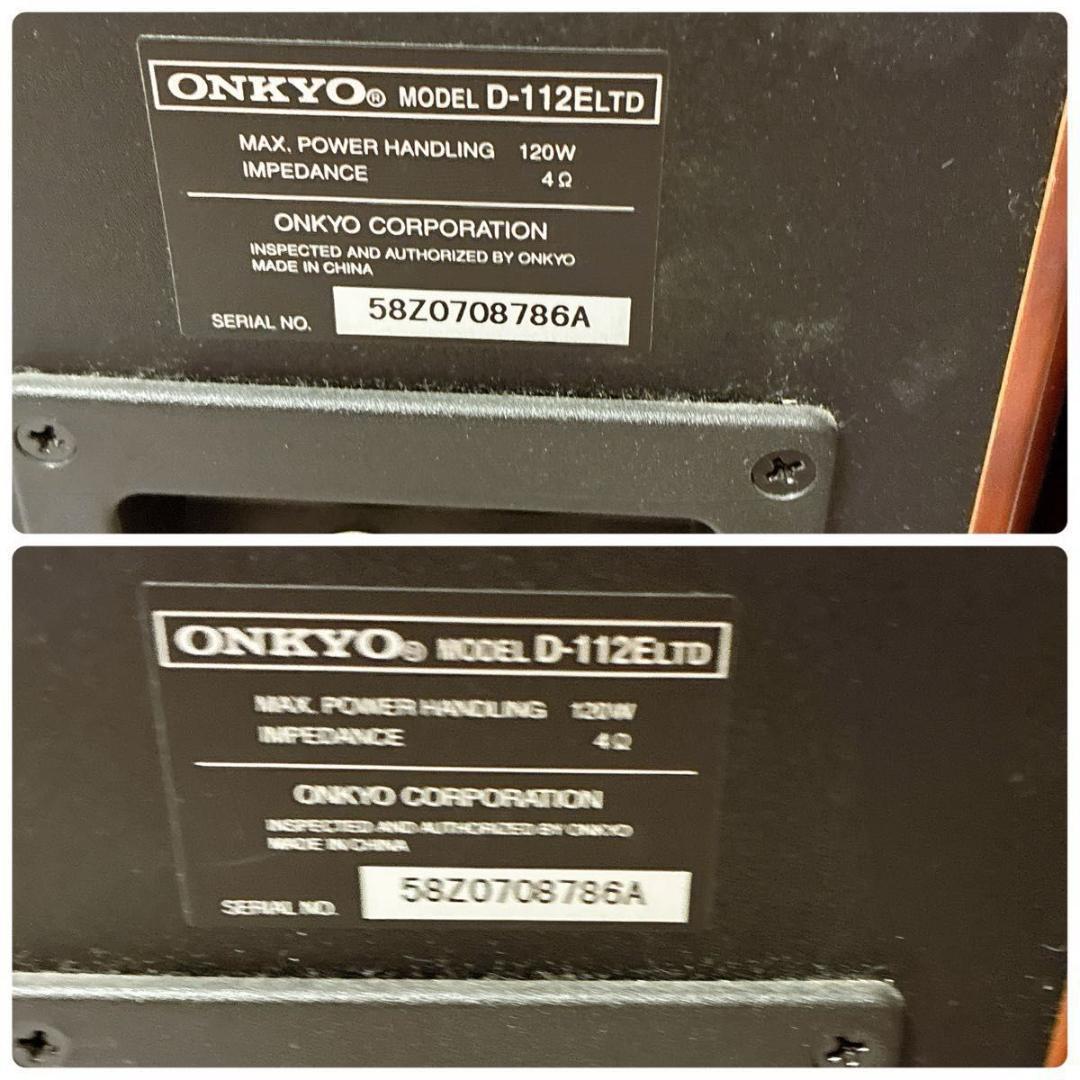 ONKYO® MODEL D-112ELTD
MAX. POWER HANDLING 120W
IMPEDANCE 4Ω
ONKYO CORPORATION
INSPECTED AND AUTHORIZED BY ONKYO
MADE IN CHINA
SERIAL NO. 58Z0708786A
ONKYO® MODEL D-112ELTD
MAX. POWER HANDLING 120W
IMPEDANCE 4Ω
ONKYO CORPORATION
INSPECTED AND AUTHORIZED BY ONKYO
MADE IN CHINA
SERIAL NO. 58Z0708786A